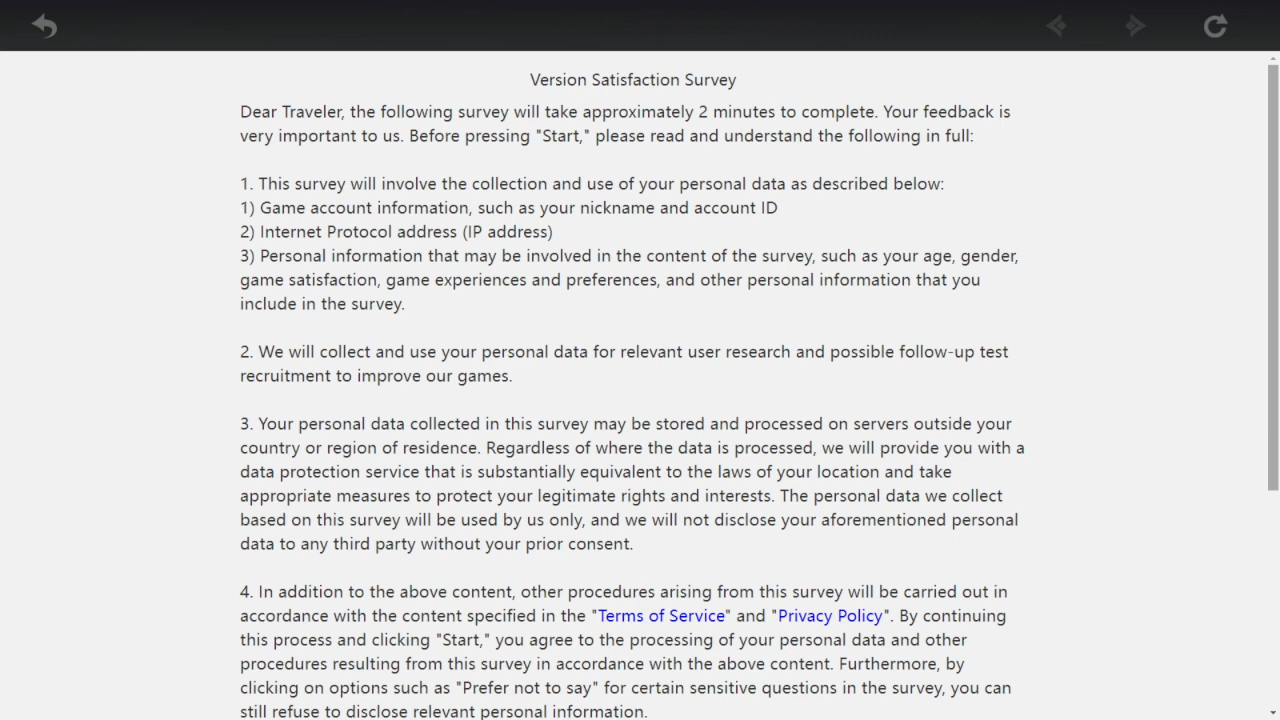 Version Satisfaction Survey
Dear Traveler, the following survey will take approximately 2 minutes to complete. Your feedback is
very important to us. Before pressing "Start," please read and understand the following in full:
1. This survey will involve the collection and use of your personal data as described below:
1) Game account information, such as your nickname and account ID
2) Internet Protocol address (IP address)
3) Personal information that may be involved in the content of the survey, such as your age, gender,
game satisfaction, game experiences and preferences, and other personal information that you
include in the survey.
2. We will collect and use your personal data for relevant user research and possible follow-up test
recruitment to improve our games.
3. Your personal data collected in this survey may be stored and processed on servers outside your
country or region of residence. Regardless of where the data is processed, we will provide you with a
data protection service that is substantially equivalent to the laws of your location and take
appropriate measures to protect your legitimate rights and interests. The personal data we collect
based on this survey will be used by us only, and we will not disclose your aforementioned personal
data to any third party without your prior consent.
4. In addition to the above content, other procedures arising from this survey will be carried out in
accordance with the content specified in the "Terms of Service" and "Privacy Policy". By continuing
this process and clicking "Start," you agree to the processing of your personal data and other
procedures resulting from this survey in accordance with the above content. Furthermore, by
clicking on options such as "Prefer not to say" for certain sensitive questions in the survey, you can
still refuse to disclose relevant personal information.